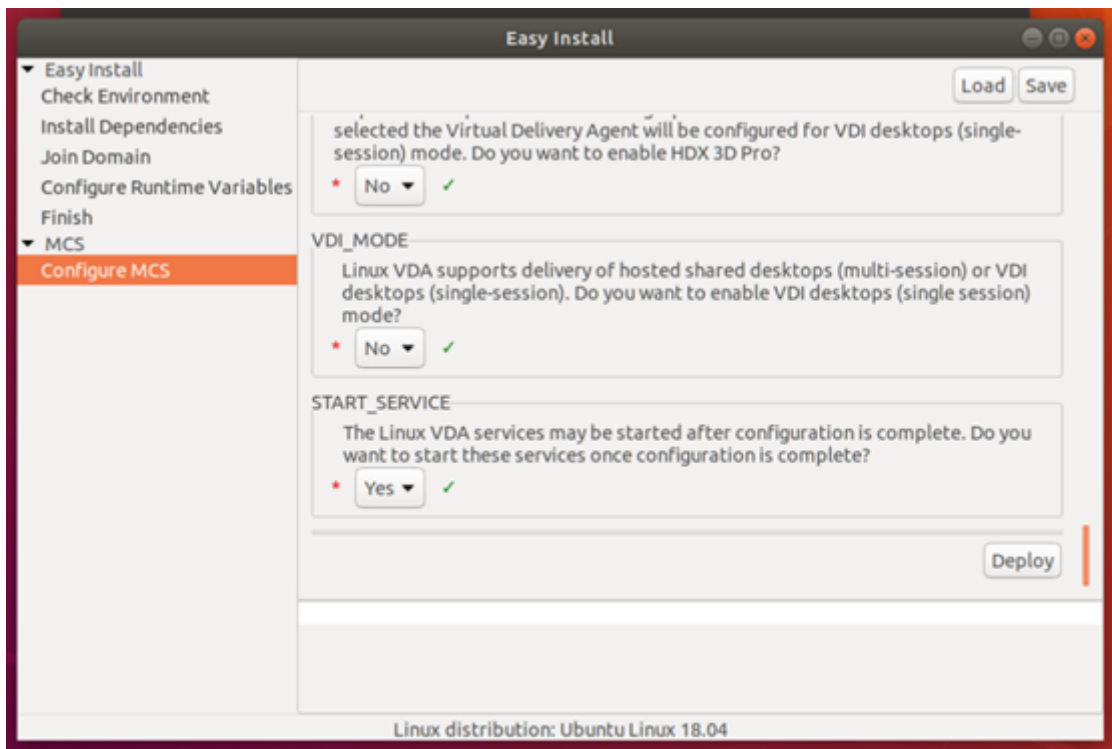 Easy Install
Easy Install
Check Environment
Install Dependencies
Join Domain
Configure Runtime Variables
Finish
MCS
Configure MCS
Load Save
selected the Virtual Delivery Agent will be configured for VDI desktops (single-
session) mode. Do you want to enable HDX 3D Pro?
* No ✓
VDI_MODE
Linux VDA supports delivery of hosted shared desktops (multi-session) or VDI
desktops (single-session). Do you want to enable VDI desktops (single session)
mode?
* No ✓
START_SERVICE
The Linux VDA services may be started after configuration is complete. Do you
want to start these services once configuration is complete?
* Yes ✓
Deploy
Linux distribution: Ubuntu Linux 18.04